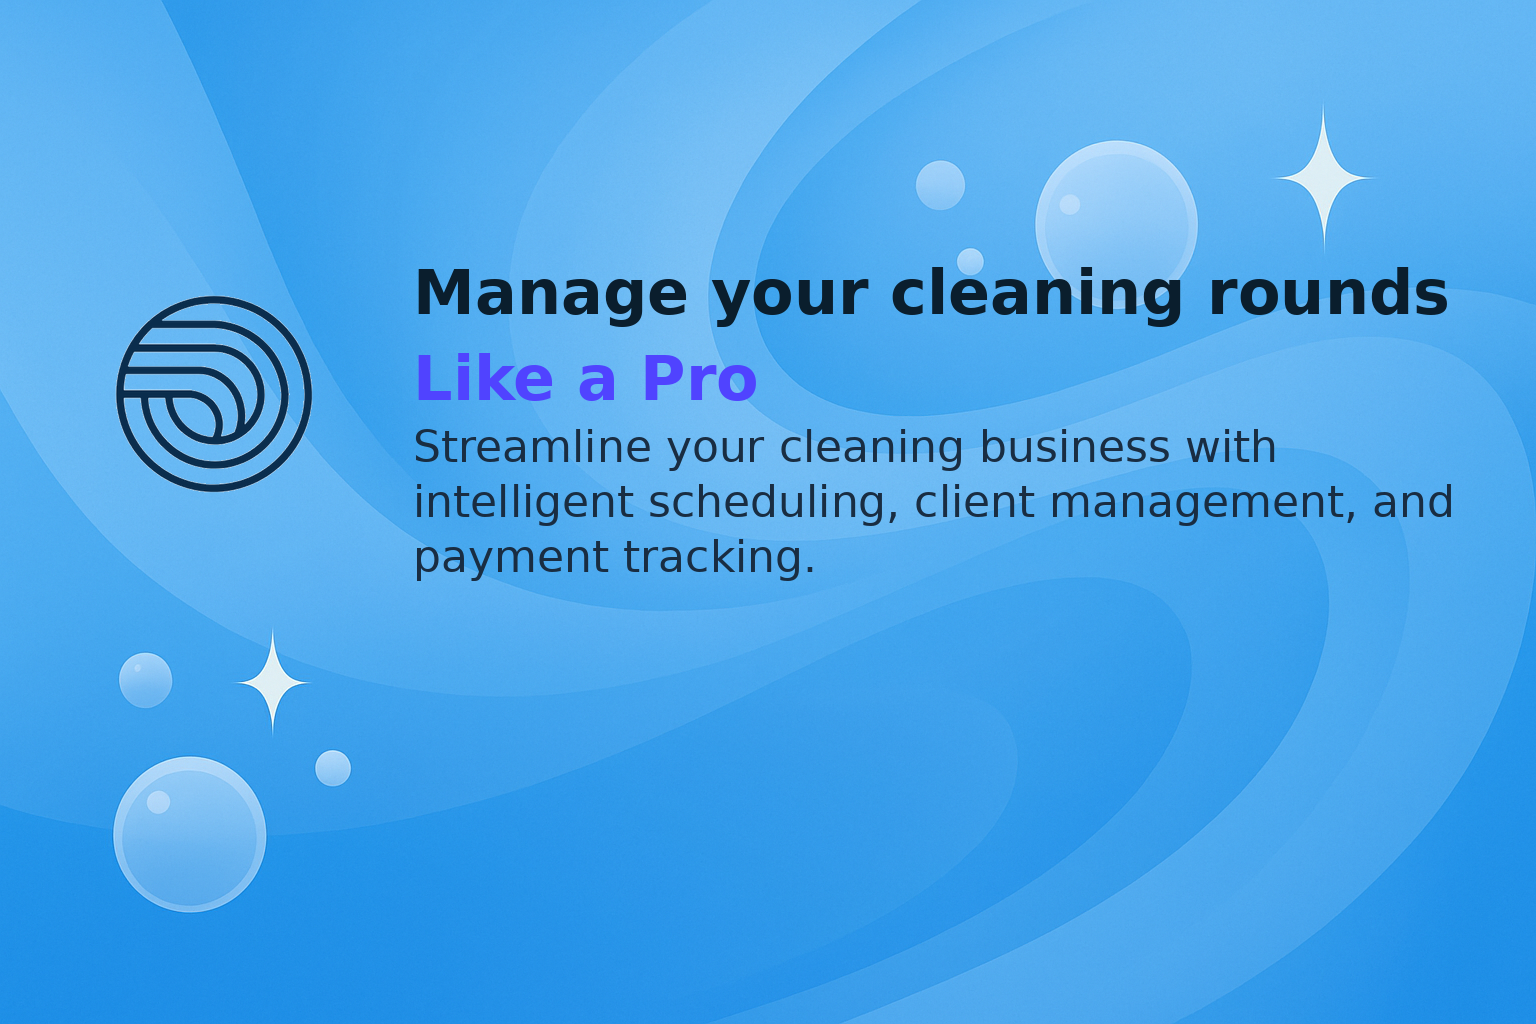 Manage your cleaning rounds
Like a Pro
Streamline your cleaning business with
intelligent scheduling, client management, and
payment tracking.